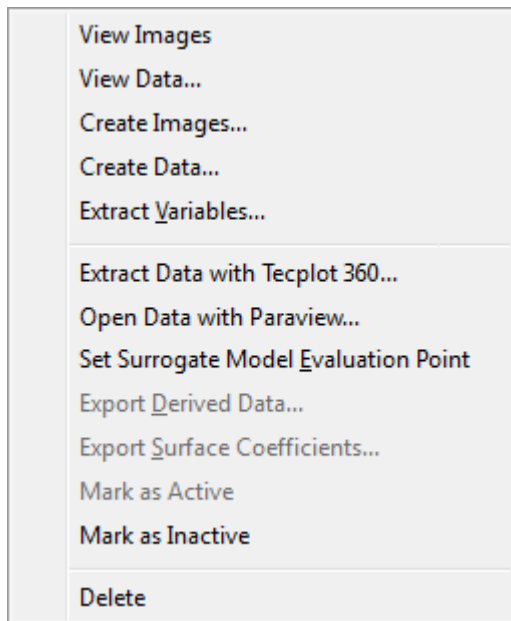 View Images
View Data...
Create Images...
Create Data...
Extract Variables...
Extract Data with Tecplot 360...
Open Data with Paraview...
Set Surrogate Model Evaluation Point
Export Derived Data...
Export Surface Coefficients...
Mark as Active
Mark as Inactive
Delete